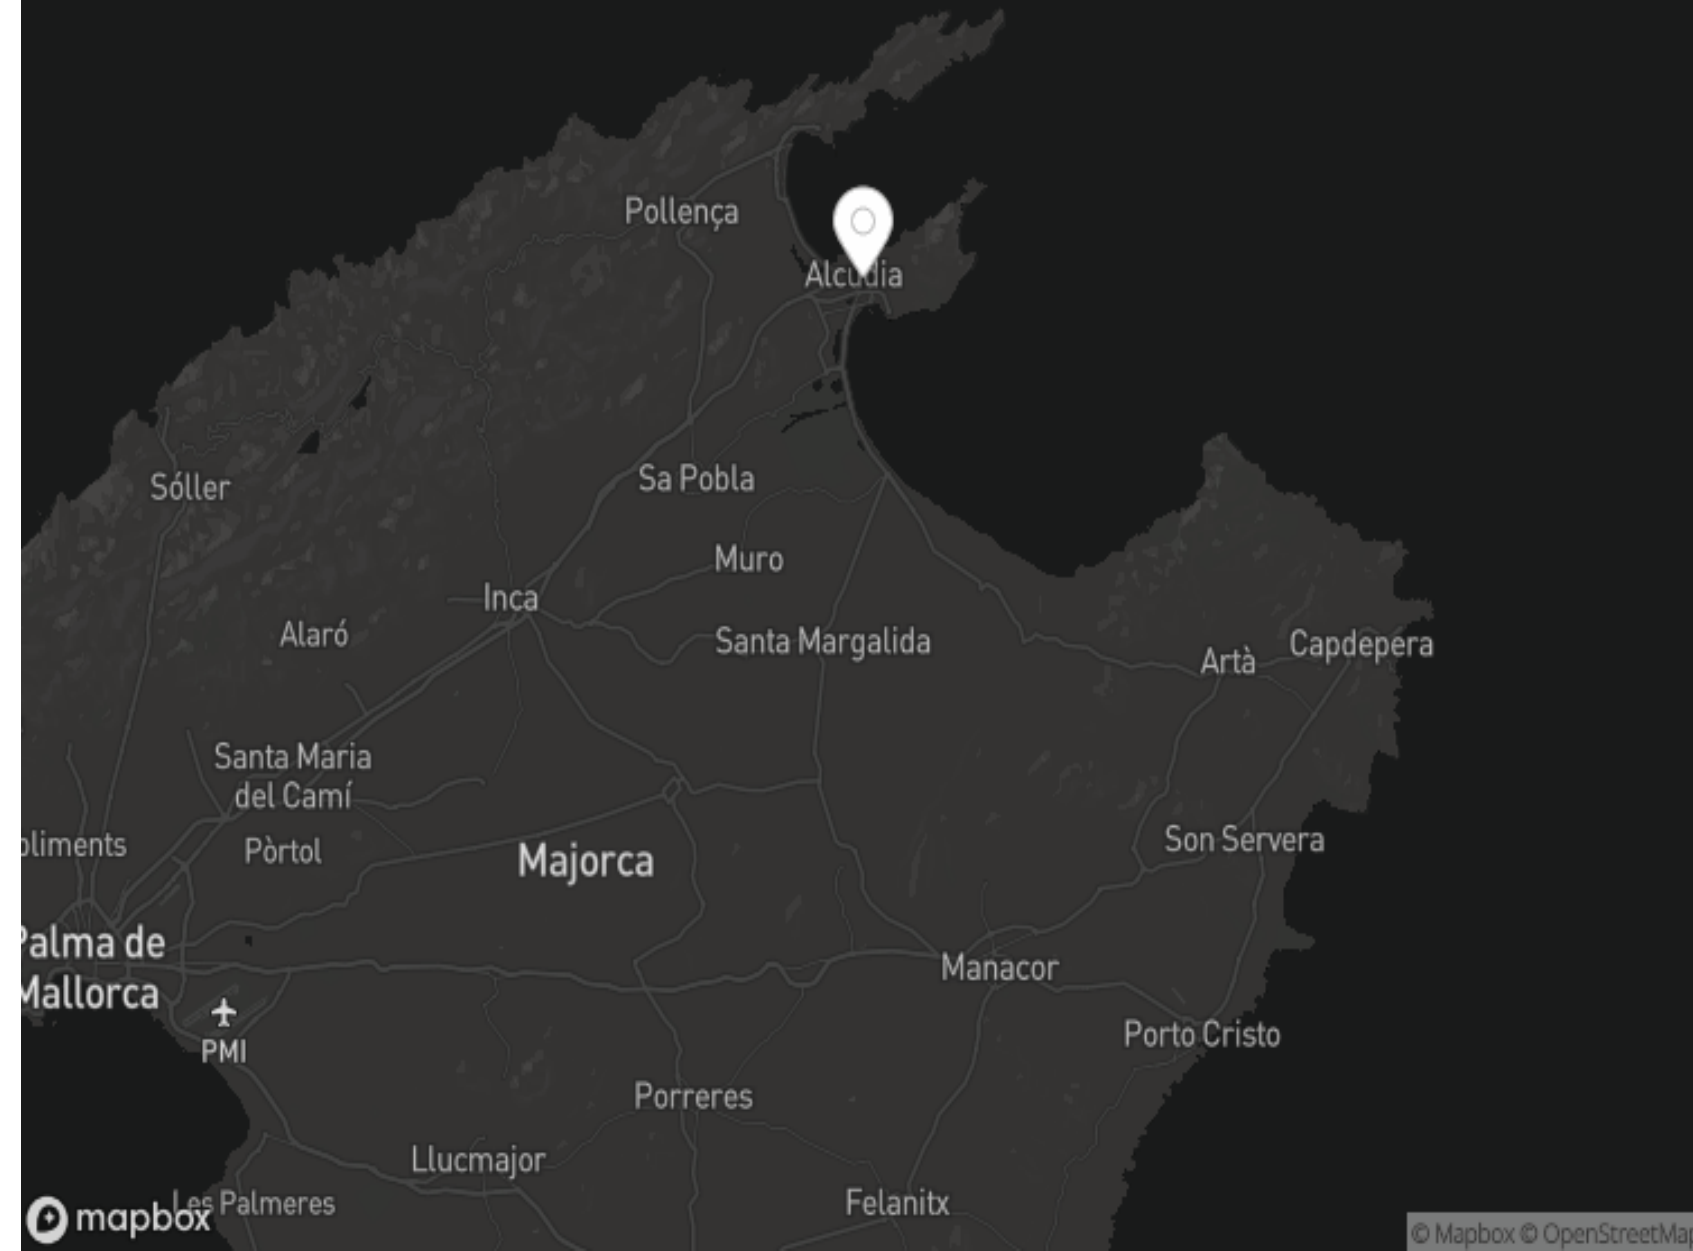 Pollença
Alcudia
Sóller
Sa Pobla
Muro
Inca
Alaró
Santa Margalida
Artà
Capdepera
Santa Maria
del Camí
Pòrtol
oliments
Majorca
Son Servera
Palma de
Mallorca
Manacor
PMI
Porto Cristo
Porreres
Llucmajor
Les Palmeres
Felanitx
mapbox
© Mapbox © OpenStreetMap